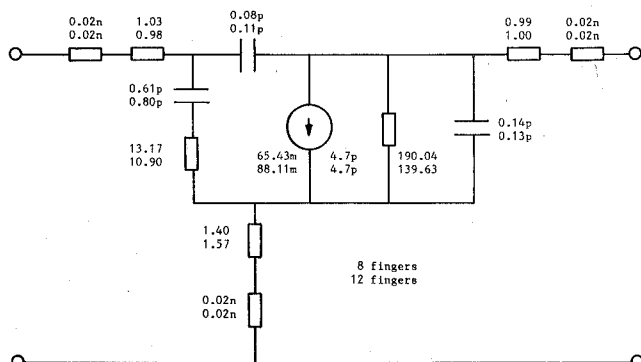 0.02n 1.03
0.02n 0.98
0.08p
0.11p
0.99 0.02n
1.00 0.02n
0.61p
0.80p
13.17
10.90
65.43m 4.7p
88.11m 4.7p
190.04
139.63
0.14p
0.13p
1.40
1.57
0.02n
0.02n
8 fingers
12 fingers